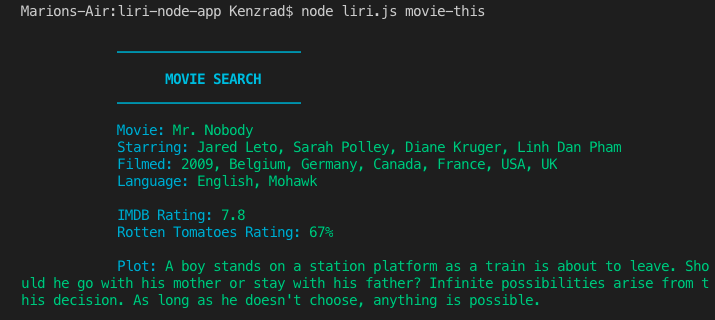 Marions-Air:liri-node-app Kenzrad$ node liri.js movie-this
MOVIE SEARCH
Movie: Mr. Nobody
Starring: Jared Leto, Sarah Polley, Diane Kruger, Linh Dan Pham
Filmed: 2009, Belgium, Germany, Canada, France, USA, UK
Language: English, Mohawk
IMDB Rating: 7.8
Rotten Tomatoes Rating: 67%
Plot: A boy stands on a station platform as a train is about to leave. Sho
uld he go with his mother or stay with his father? Infinite possibilities arise from t
his decision. As long as he doesn't choose, anything is possible.